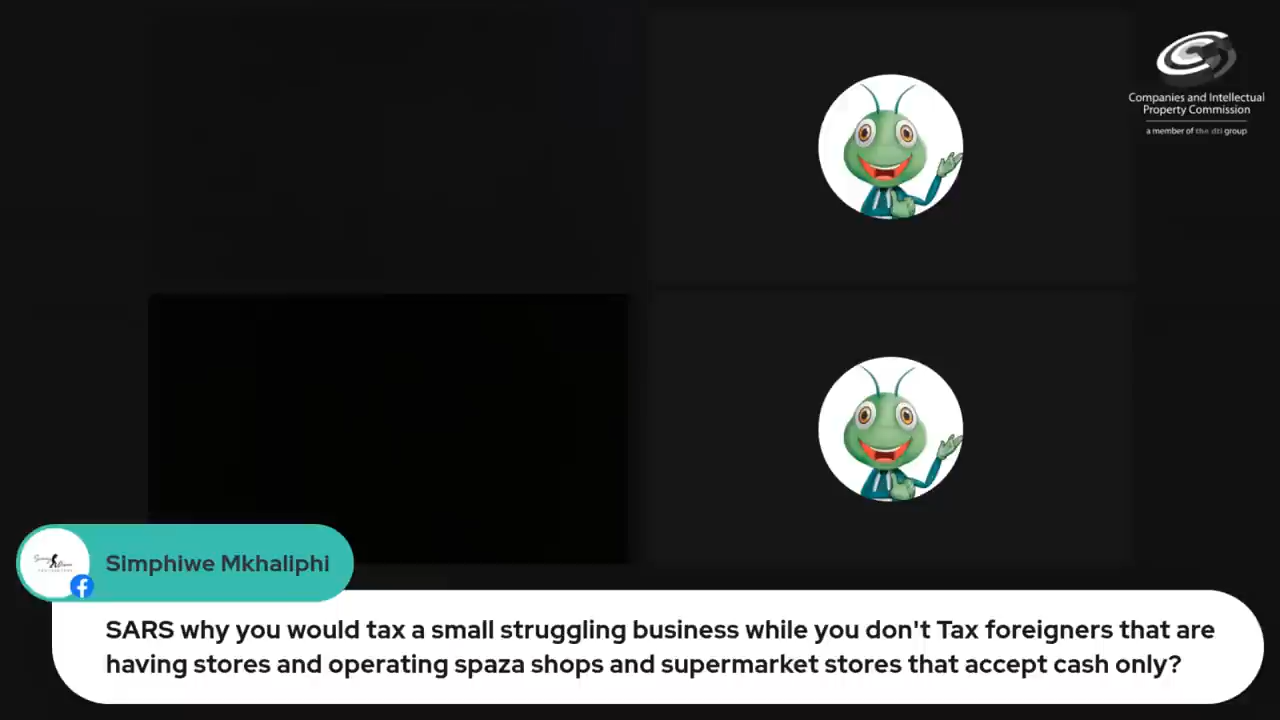 Companies and Intellectual
Property Commission
a member of the dti group
Simphiwe Mkhaliphi
SARS why you would tax a small struggling business while you don't Tax foreigners that are
having stores and operating spaza shops and supermarket stores that accept cash only?